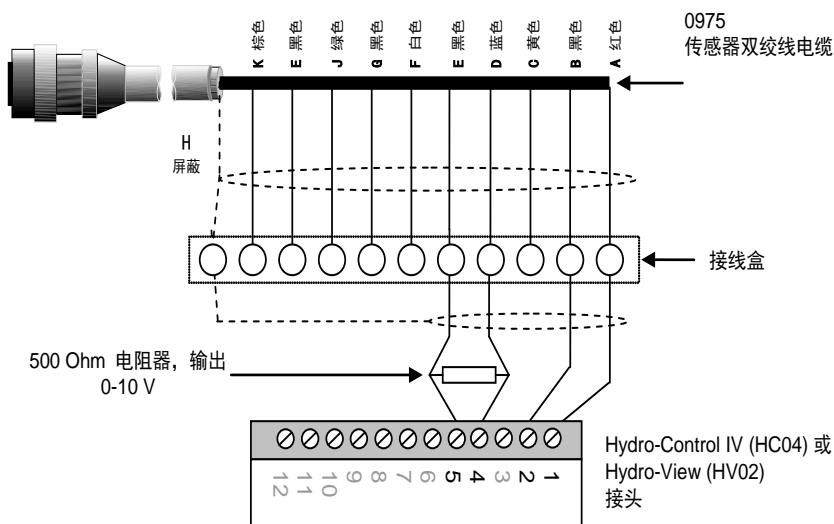 K 棕色
E 黑色
J 绿色
G 黑色
F 白色
E 黑色
D 蓝色
C 黄色
B 黑色
A 红色
0975
传感器双绞线电缆
H
屏蔽
接线盒
500 Ohm 电阻器，输出
0-10 V
12 11 10 9 8 7 6 5 4 3 2 1
Hydro-Control IV (HC04) 或
Hydro-View (HV02)
接头